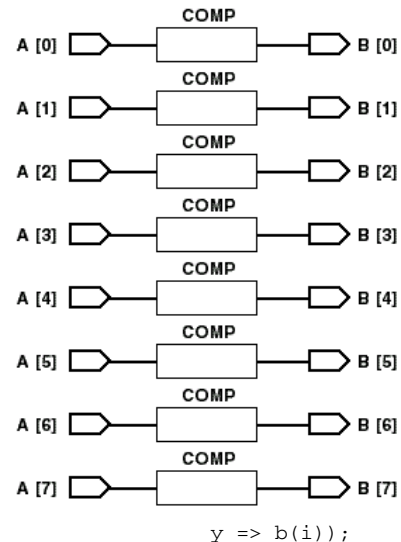 COMP
A [0] B [0]
COMP
A [1] B [1]
COMP
A [2] B [2]
COMP
A [3] B [3]
COMP
A [4] B [4]
COMP
A [5] B [5]
COMP
A [6] B [6]
COMP
A [7] B [7]
y => b(i));